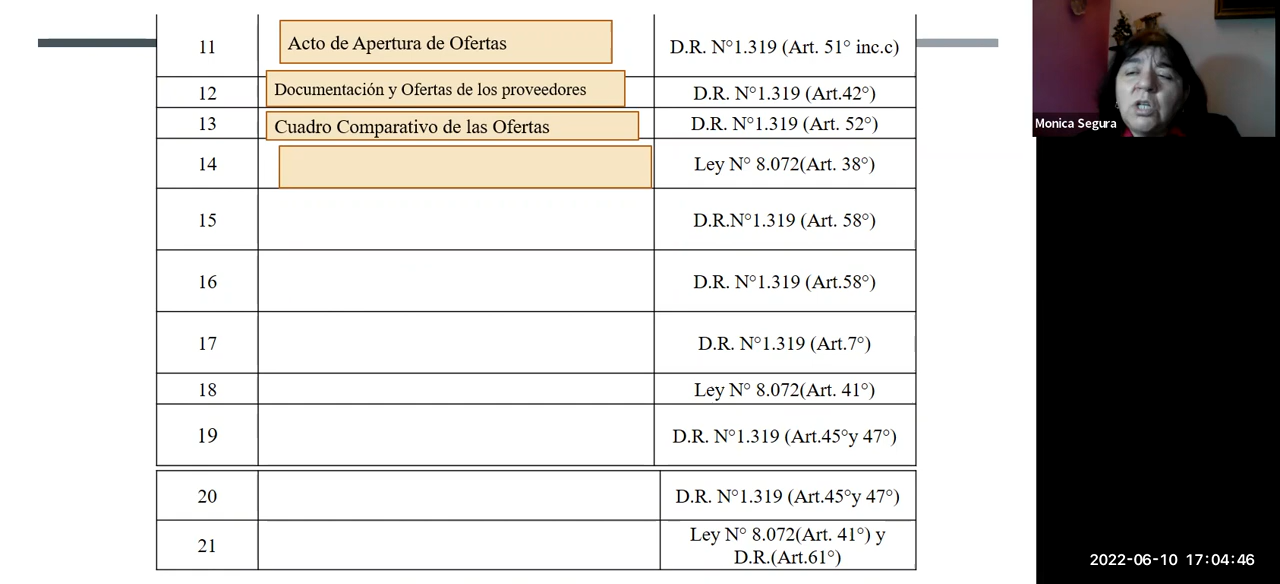 11 Acto de Apertura de Ofertas D.R. N°1.319 (Art. 51° inc.c)
12 Documentación y Ofertas de los proveedores D.R. N°1.319 (Art.42°)
13 Cuadro Comparativo de las Ofertas D.R. N°1.319 (Art. 52°)
14 Ley N° 8.072(Art. 38°)
15 D.R.N°1.319 (Art. 58°)
16 D.R. N°1.319 (Art.58°)
17 D.R. N°1.319 (Art.7°)
18 Ley N° 8.072(Art. 41°)
19 D.R. N°1.319 (Art.45°y 47°)
20 D.R. N°1.319 (Art.45°y 47°)
21 Ley N° 8.072(Art. 41°) y
D.R.(Art.61°)
Monica Segura
2022-06-10 17:04:46